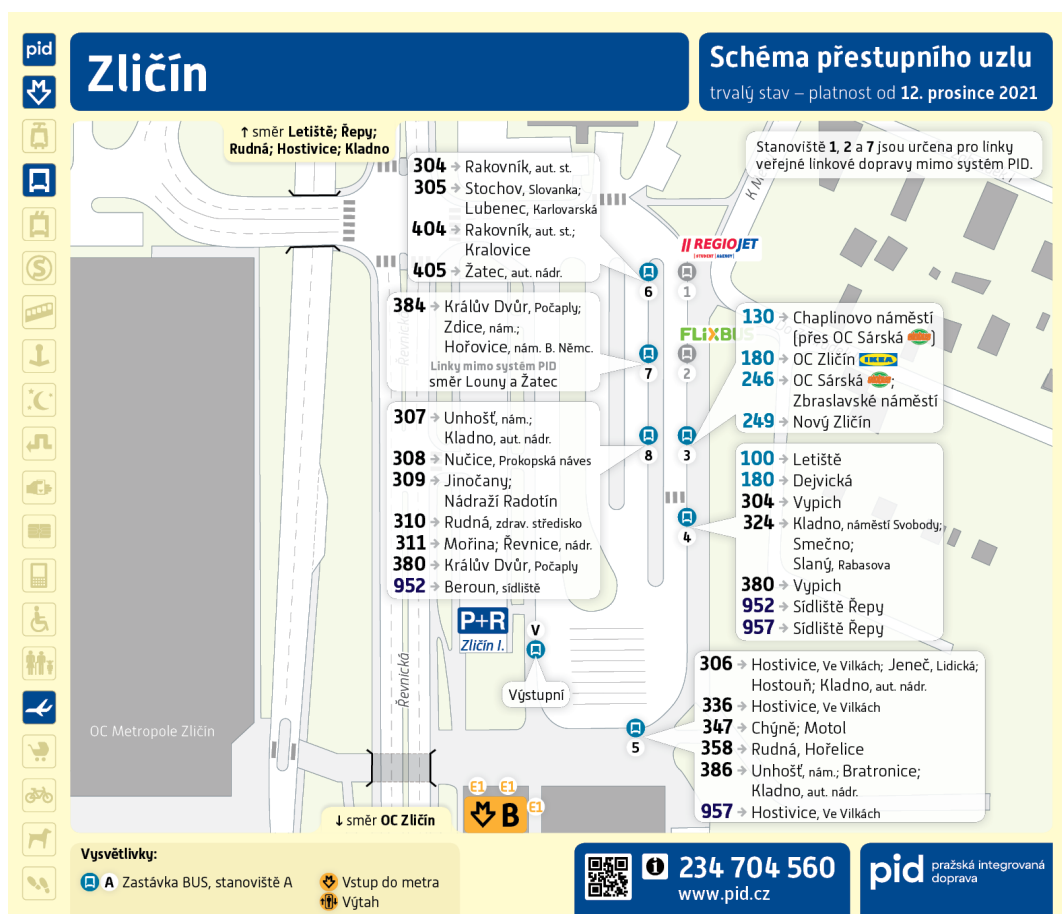 pid
Zličín
Schéma přestupního uzlu
trvalý stav – platnost od 12. prosince 2021
↑ směr Letiště; Řepy;
Rudná; Hostivice; Kladno
Stanoviště 1, 2 a 7 jsou určena pro linky
veřejné linkové dopravy mimo systém PID.
304 → Rakovník, aut. st.
305 → Stochov, Slovanka;
Lubenec, Karlovarská
404 → Rakovník, aut. st.;
Kralovice
405 → Žatec, aut. nádr.
6
REGIOJET
STUDENT AGENCY
1
384 → Králův Dvůr, Počaply;
Zdice, nám.;
Hořovice, nám. B. Němc.
Linky mimo systém PID
směr Louny a Žatec
7
FLiXBUS
2
130 → Chaplinovo náměstí
(přes OC Sárská)
180 → OC Zličín IKEA
246 → OC Sárská;
Zbraslavské náměstí
249 → Nový Zličín
3
307 → Unhošť, nám.;
Kladno, aut. nádr.
308 → Nučice, Prokopská náves
309 → Jinočany;
Nádraží Radotín
310 → Rudná, zdrav. středisko
311 → Mořina; Řevnice, nádr.
380 → Králův Dvůr, Počaply
952 → Beroun, sídliště
8
100 → Letiště
180 → Dejvická
304 → Vypich
324 → Kladno, náměstí Svobody;
Smečno;
Slaný, Rabasova
380 → Vypich
952 → Sídliště Řepy
957 → Sídliště Řepy
4
P+R
Zličín I.
V
Výstupní
Řevnická
Řevnická
K M
306 → Hostivice, Ve Vilkách; Jeneč, Lidická;
Hostouň; Kladno, aut. nádr.
336 → Hostivice, Ve Vilkách
347 → Chýně; Motol
358 → Rudná, Hořelice
386 → Unhošť, nám.; Bratronice;
Kladno, aut. nádr.
957 → Hostivice, Ve Vilkách
5
OC Metropole Zličín
E1
E1
E1
B
↓ směr OC Zličín
Vysvětlivky:
A Zastávka BUS, stanoviště A
Vstup do metra
Výtah
234 704 560
www.pid.cz
pid pražská integrovaná
doprava